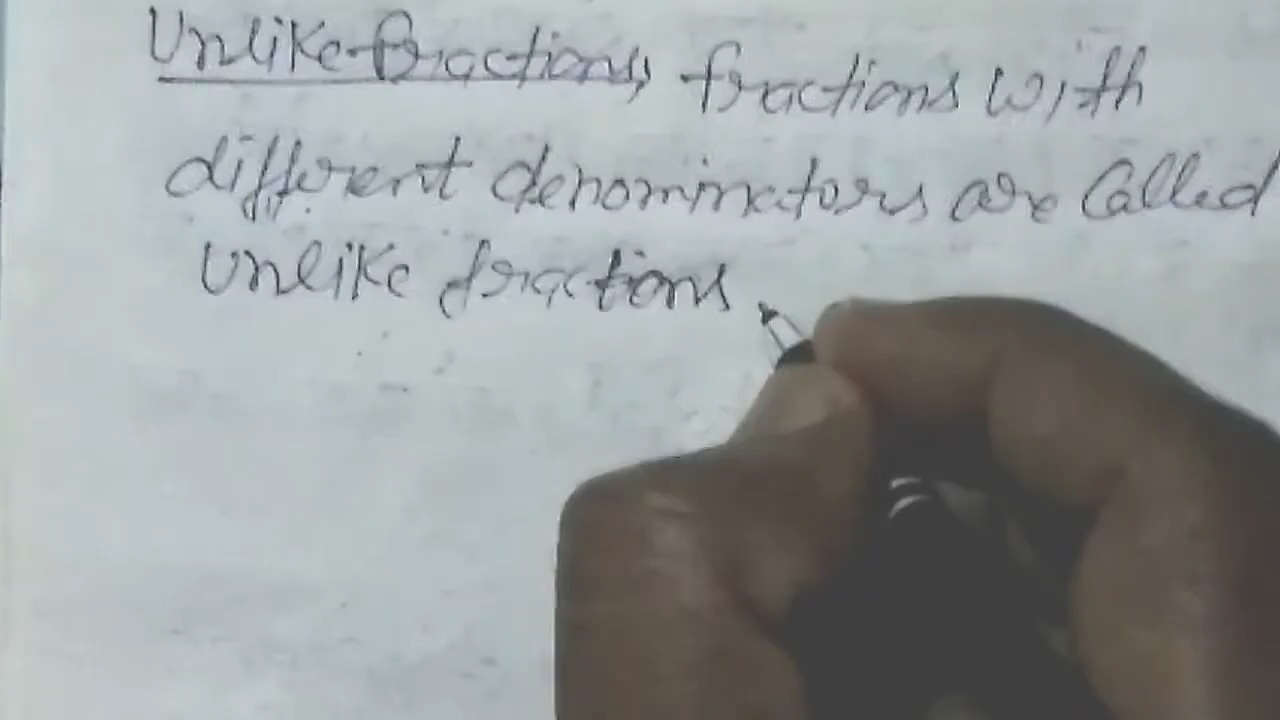 Unlike fractions, fractions with
different denominators are Called
Unlike fractions